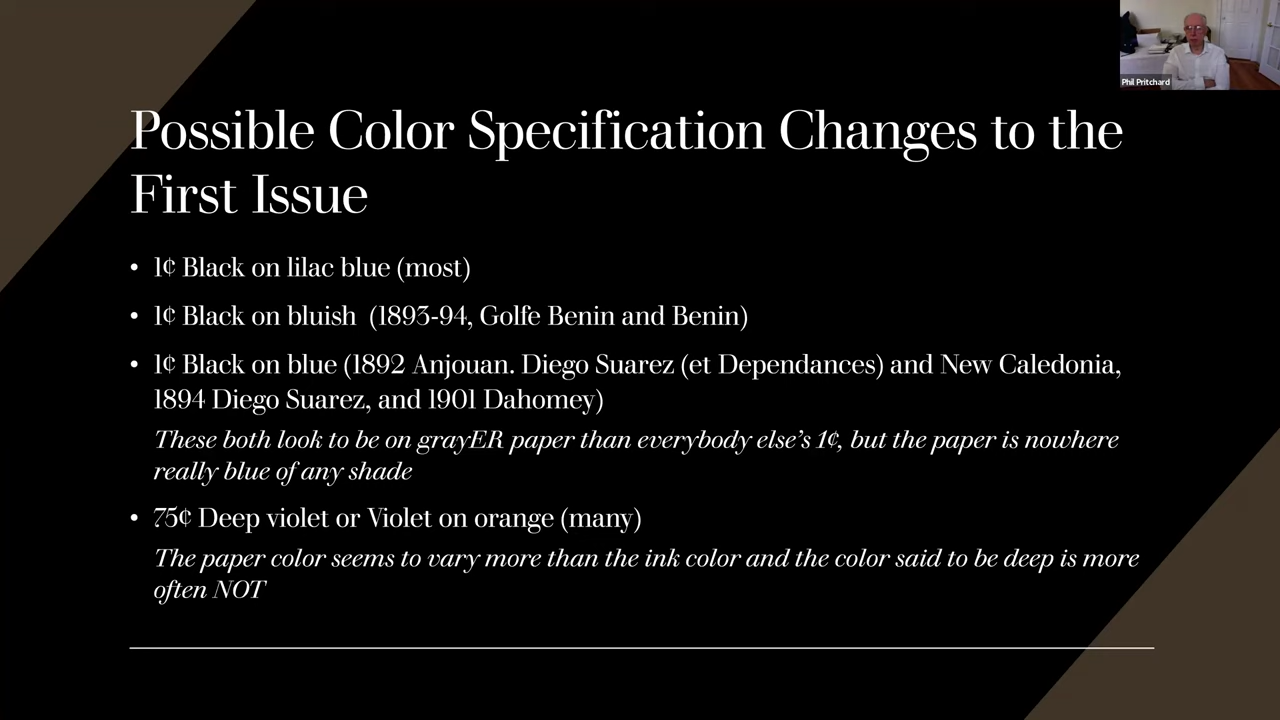 Phil Pritchard
Possible Color Specification Changes to the
First Issue
• 1¢ Black on lilac blue (most)
• 1¢ Black on bluish (1893-94, Golfe Benin and Benin)
• 1¢ Black on blue (1892 Anjouan. Diego Suarez (et Dependances) and New Caledonia,
1894 Diego Suarez, and 1901 Dahomey)
These both look to be on grayER paper than everybody else's 1¢, but the paper is nowhere
really blue of any shade
• 75¢ Deep violet or Violet on orange (many)
The paper color seems to vary more than the ink color and the color said to be deep is more
often NOT